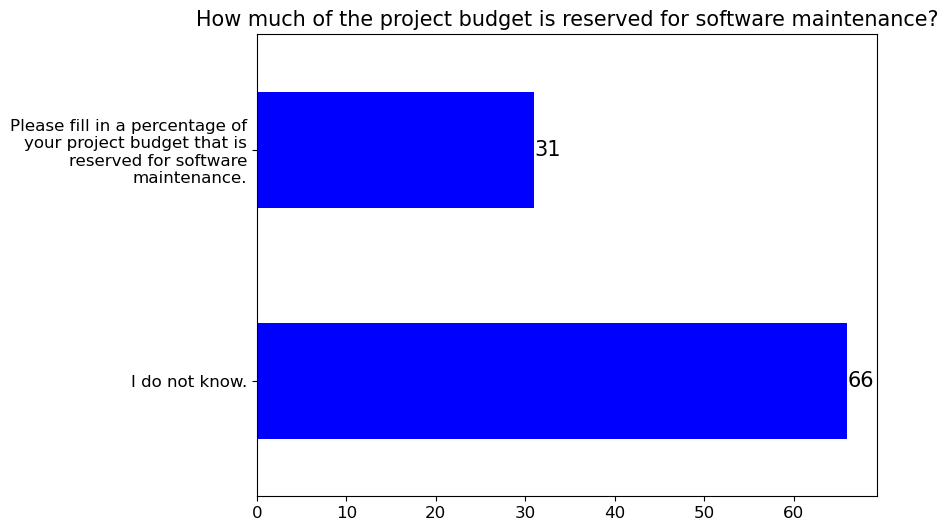 How much of the project budget is reserved for software maintenance?
Please fill in a percentage of
your project budget that is
reserved for software
maintenance.
31
I do not know.
66
0 10 20 30 40 50 60